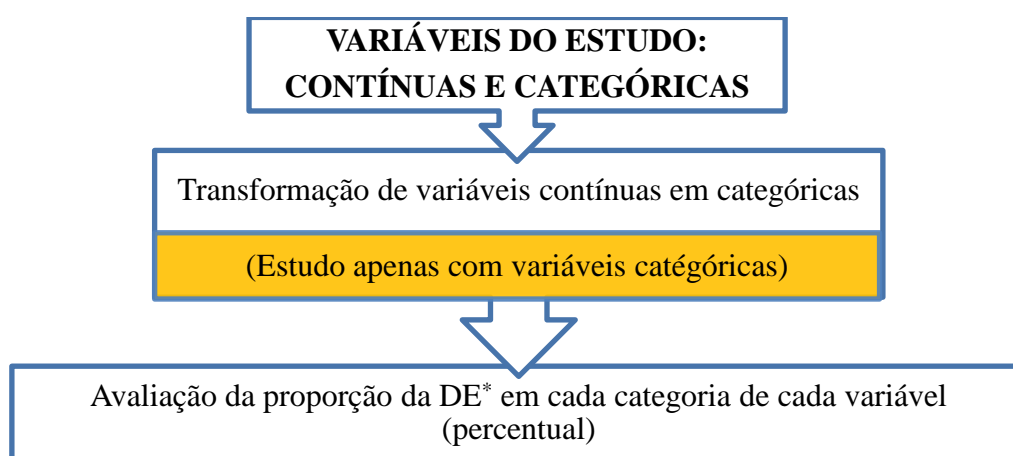 VARIÁVEIS DO ESTUDO:
CONTÍNUAS E CATEGÓRICAS
Transformação de variáveis contínuas em categóricas
(Estudo apenas com variáveis catégóricas)
Avaliação da proporção da DE* em cada categoria de cada variável
(percentual)